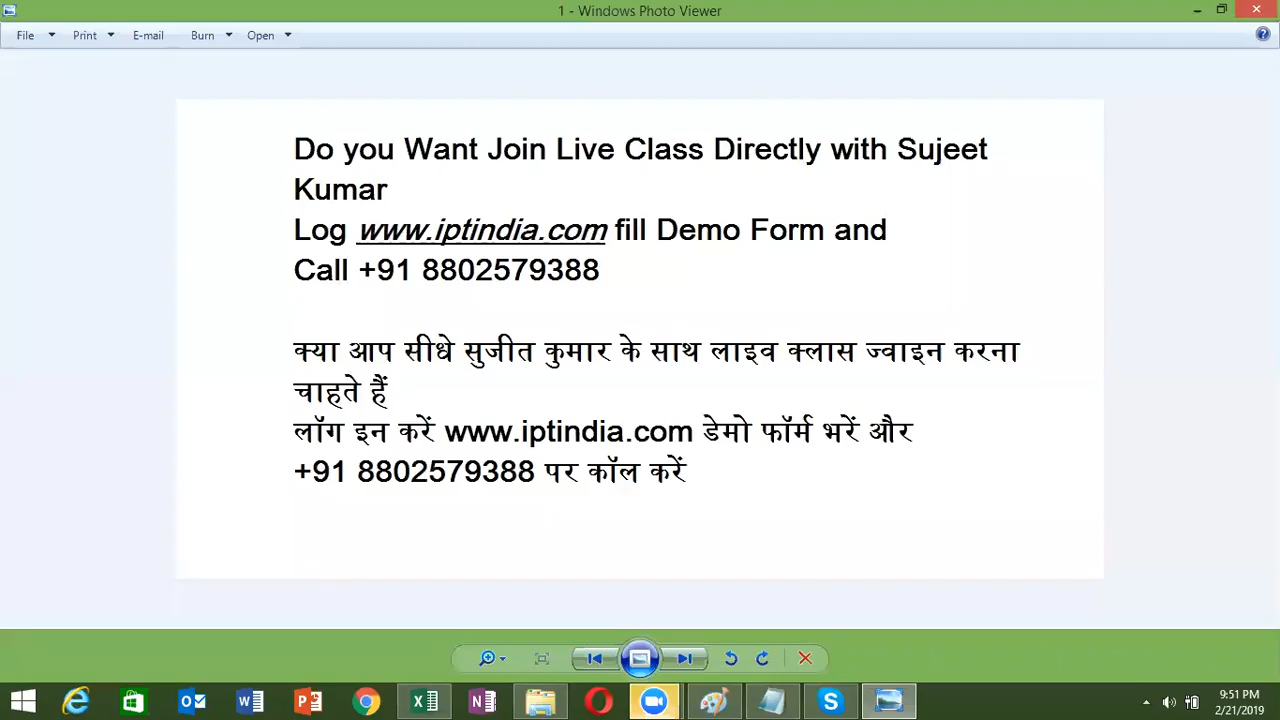 1 - Windows Photo Viewer
File Print E-mail Burn Open
Do you Want Join Live Class Directly with Sujeet
Kumar
Log www.iptindia.com fill Demo Form and
Call +91 8802579388
क्या आप सीधे सुजीत कुमार के साथ लाइव क्लास ज्वाइन करना
चाहते हैं
लॉग इन करें www.iptindia.com डेमो फॉर्म भरें और
+91 8802579388 पर कॉल करें
9:51 PM
2/21/2019